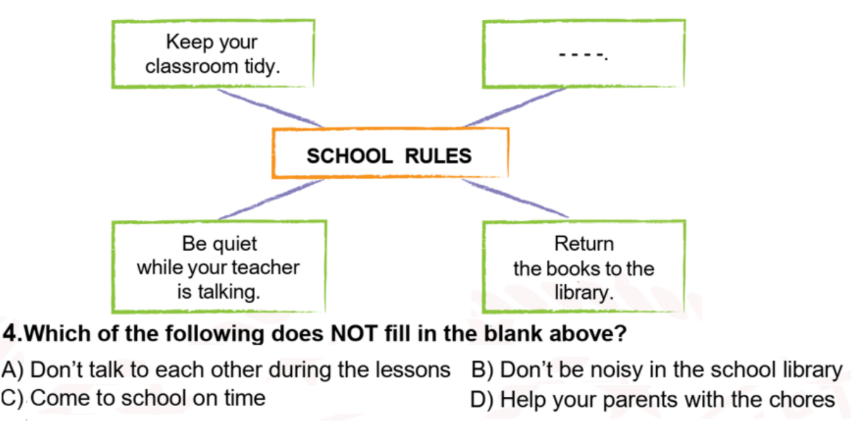 Keep your
classroom tidy.
- - - -.
SCHOOL RULES
Be quiet
while your teacher
is talking.
Return
the books to the
library.
4.Which of the following does NOT fill in the blank above?
A) Don't talk to each other during the lessons B) Don't be noisy in the school library
C) Come to school on time D) Help your parents with the chores